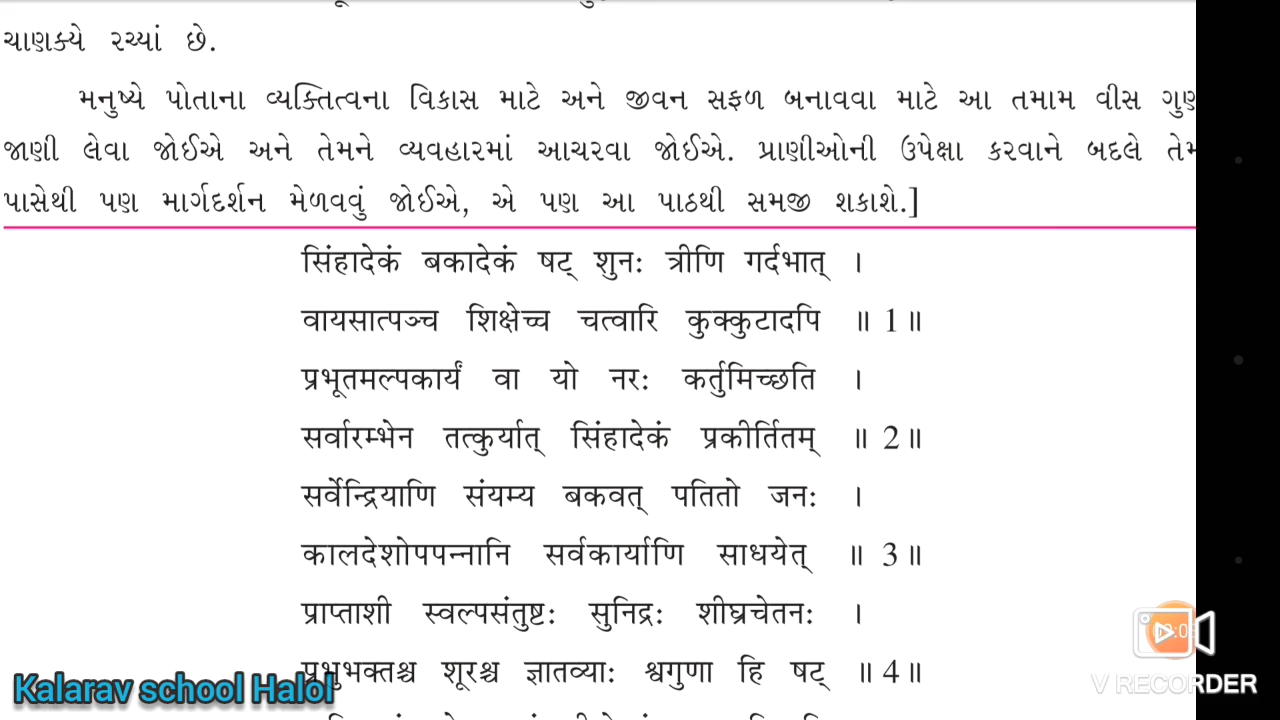 ચાણક્યે રચ્યાં છે.
મનુષ્યે પોતાના વ્યક્તિત્વના વિકાસ માટે અને જીવન સફળ બનાવવા માટે આ તમામ વીસ ગુણ
જાણી લેવા જોઈએ અને તેમને વ્યવહારમાં આચરવા જોઈએ. પ્રાણીઓની ઉપેક્ષા કરવાને બદલે તેમ
પાસેથી પણ માર્ગદર્શન મેળવવું જોઈએ, એ પણ આ પાઠથી સમજી શકાશે.]
सिंहादेकं बकादेकं षट् शुनः त्रीणि गर्दभात् ।
वायसात्पञ्च शिक्षेच्च चत्वारि कुक्कुटादपि ॥ 1 ॥
प्रभूतमल्पकार्यं वा यो नरः कर्तुमिच्छति ।
सर्वारम्भेन तत्कुर्यात् सिंहादेकं प्रकीर्तितम् ॥ 2 ॥
सर्वेन्द्रियाणि संयम्य बकवत् पतितो जनः ।
कालदेशोपपन्नानि सर्वकार्याणि साधयेत् ॥ 3 ॥
प्राप्ताशी स्वल्पसंतुष्टः सुनिद्रः शीघ्रचेतनः ।
प्रभुभक्तश्च शूरश्च ज्ञातव्याः श्वगुणा हि षट् ॥ 4 ॥
Kalarav school Halol
V RECORDER